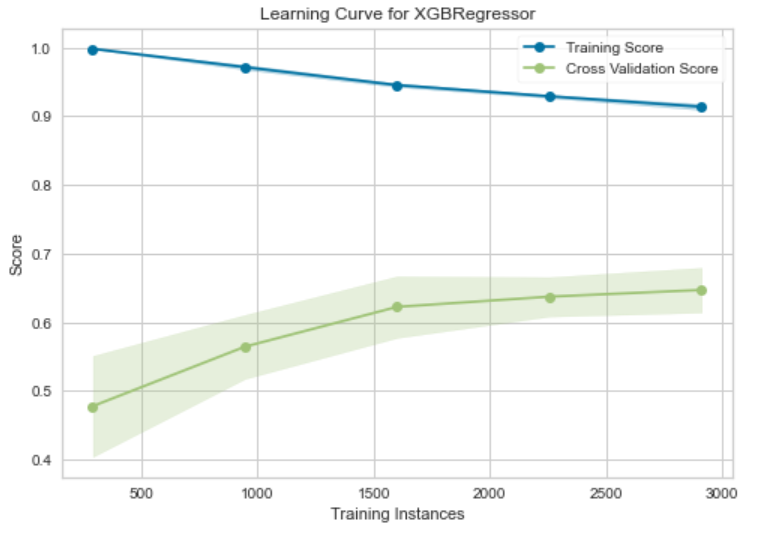 Learning Curve for XGBRegressor
Training Score
Cross Validation Score
1.0
0.9
0.8
0.7
0.6
0.5
0.4
Score
500 1000 1500 2000 2500 3000
Training Instances